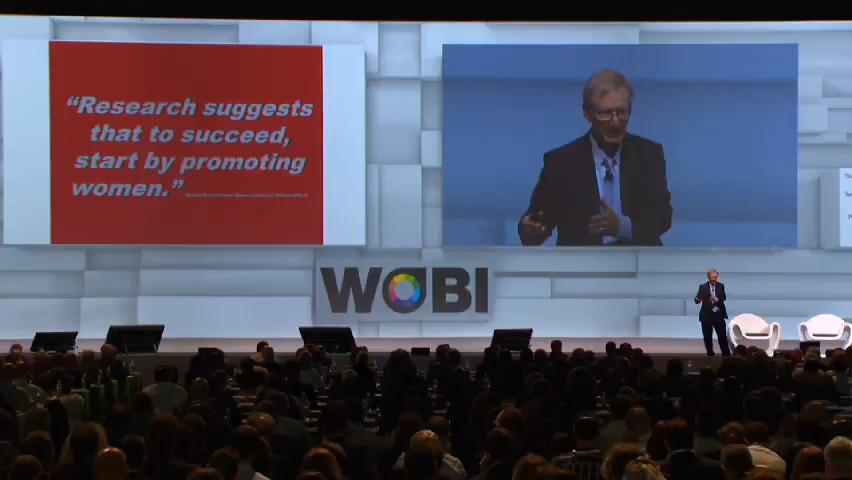 “Research suggests
that to succeed,
start by promoting
women.”
WOBI